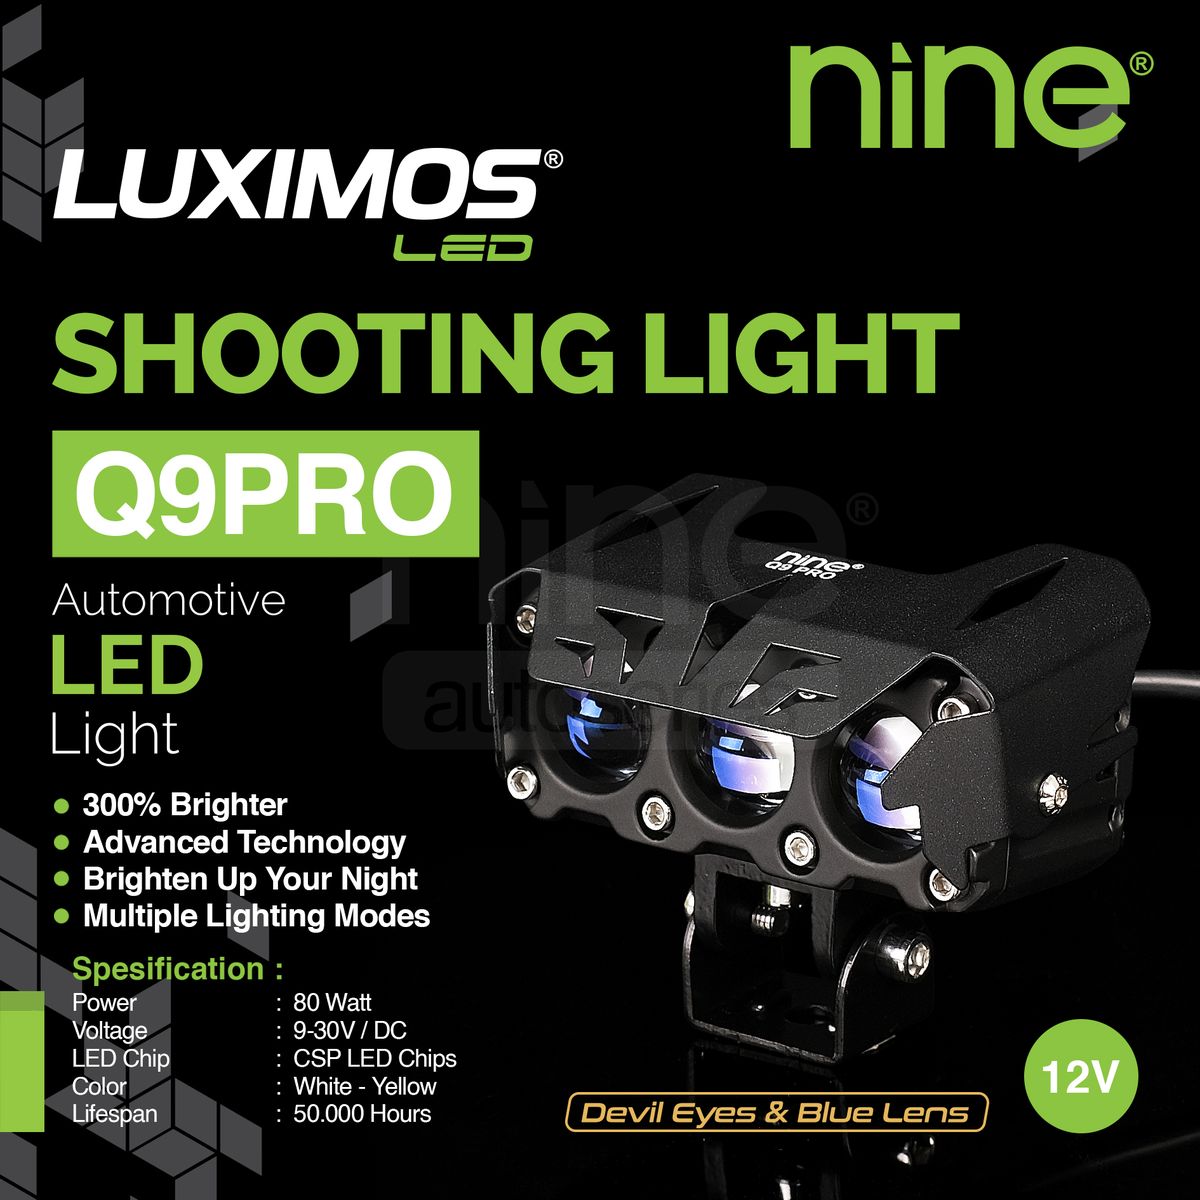 nine®
LUXIMOS®
LED
SHOOTING LIGHT
Q9PRO
nine®
nine®
Q9 PRO
Automotive
LED
Light
300% Brighter
Advanced Technology
Brighten Up Your Night
Multiple Lighting Modes
Spesification :
Power : 80 Watt
Voltage : 9-30V / DC
LED Chip : CSP LED Chips
Color : White - Yellow
Lifespan : 50.000 Hours
Devil Eyes & Blue Lens
12V